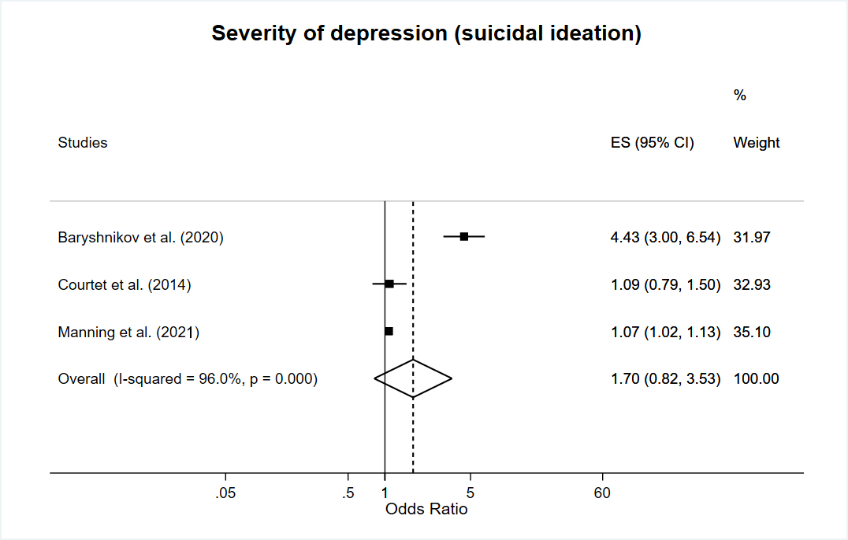 Severity of depression (suicidal ideation)
%
Studies ES (95% CI) Weight
Baryshnikov et al. (2020) 4.43 (3.00, 6.54) 31.97
Courtet et al. (2014) 1.09 (0.79, 1.50) 32.93
Manning et al. (2021) 1.07 (1.02, 1.13) 35.10
Overall (I-squared = 96.0%, p = 0.000) 1.70 (0.82, 3.53) 100.00
.05 .5 1 5 60
Odds Ratio